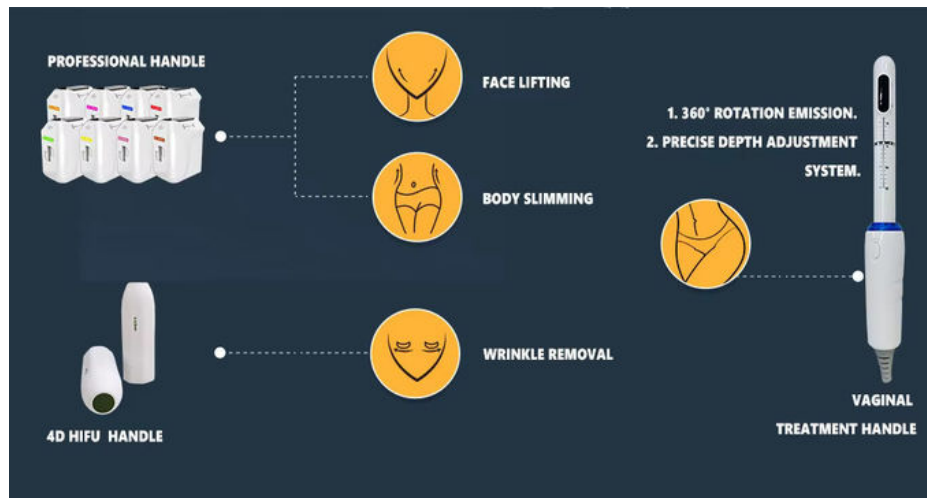 PROFESSIONAL HANDLE
FACE LIFTING
BODY SLIMMING
1. 360° ROTATION EMISSION.
2. PRECISE DEPTH ADJUSTMENT
SYSTEM.
4D HIFU HANDLE
WRINKLE REMOVAL
VAGINAL
TREATMENT HANDLE